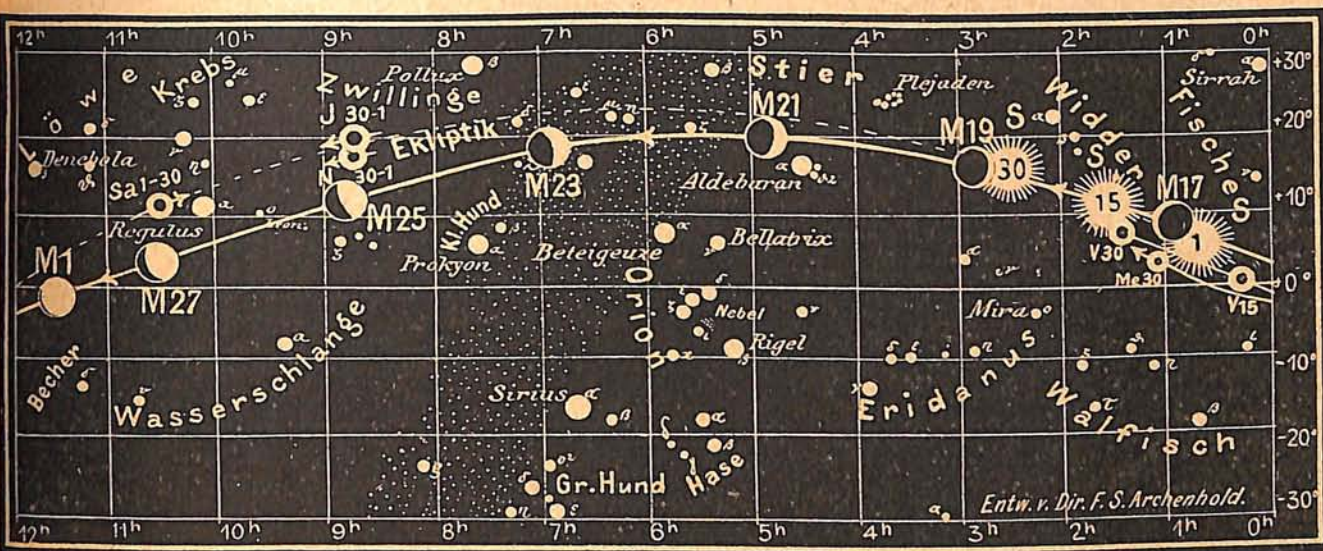 12h 11h 10h 9h 8h 7h 6h 5h 4h 3h 2h 1h 0h
+30°
+20°
+10°
0°
-10°
-20°
-30°
Löwe
Krebs
Zwillinge
Pollux
Stier
Plejaden
Widder
Fische
Sirrah
J 30-1
Ekliptik
N 30-1
M21
M19
S
30
S
15
M17
S
1
Denebola
Sa 1-30
Regulus
M23
Aldebaran
M25
Kl. Hund
Prokyon
Beteigeuze
Bellatrix
V30
Me30
V15
M1
M27
Orion
Nebel
Mira
Rigel
Becher
Wasserschlange
Sirius
Eridanus
Walfisch
Gr. Hund
Hase
Entw. v. Dir. F. S. Archenhold.
12h 11h 10h 9h 8h 7h 6h 5h 4h 3h 2h 1h 0h